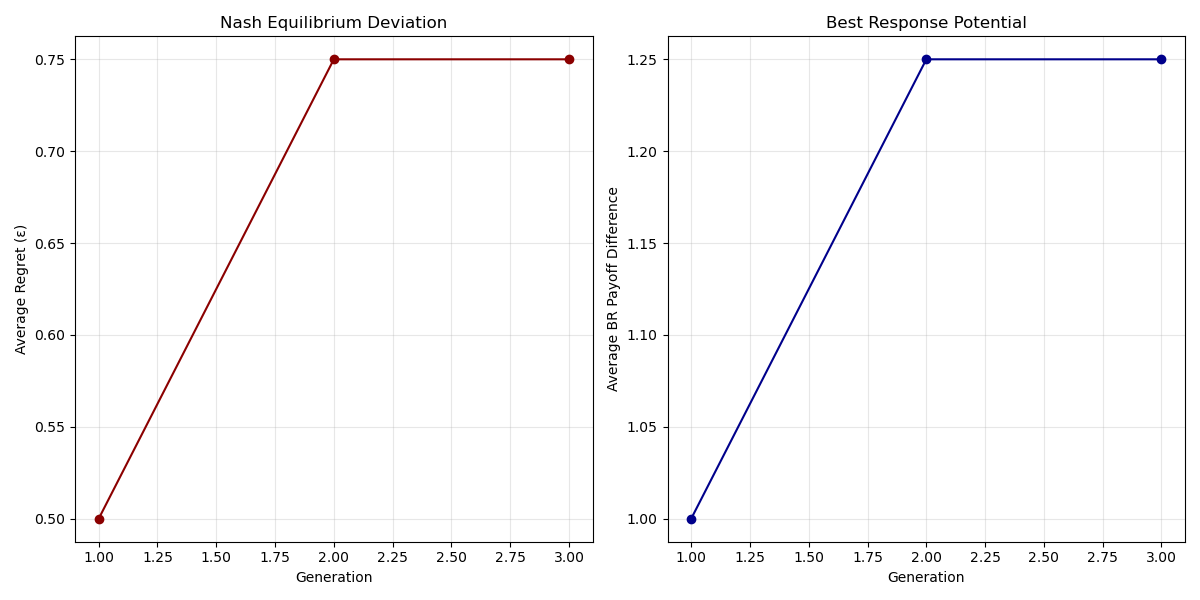 Nash Equilibrium Deviation
Average Regret (ε)
0.75
0.70
0.65
0.60
0.55
0.50
1.00 1.25 1.50 1.75 2.00 2.25 2.50 2.75 3.00
Generation
Best Response Potential
Average BR Payoff Difference
1.25
1.20
1.15
1.10
1.05
1.00
1.00 1.25 1.50 1.75 2.00 2.25 2.50 2.75 3.00
Generation